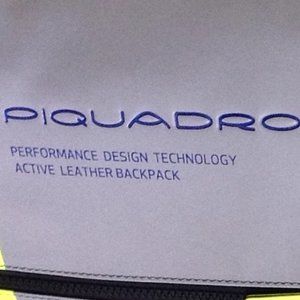 PIQUADRO
PERFORMANCE DESIGN TECHNOLOGY
ACTIVE LEATHER BACKPACK